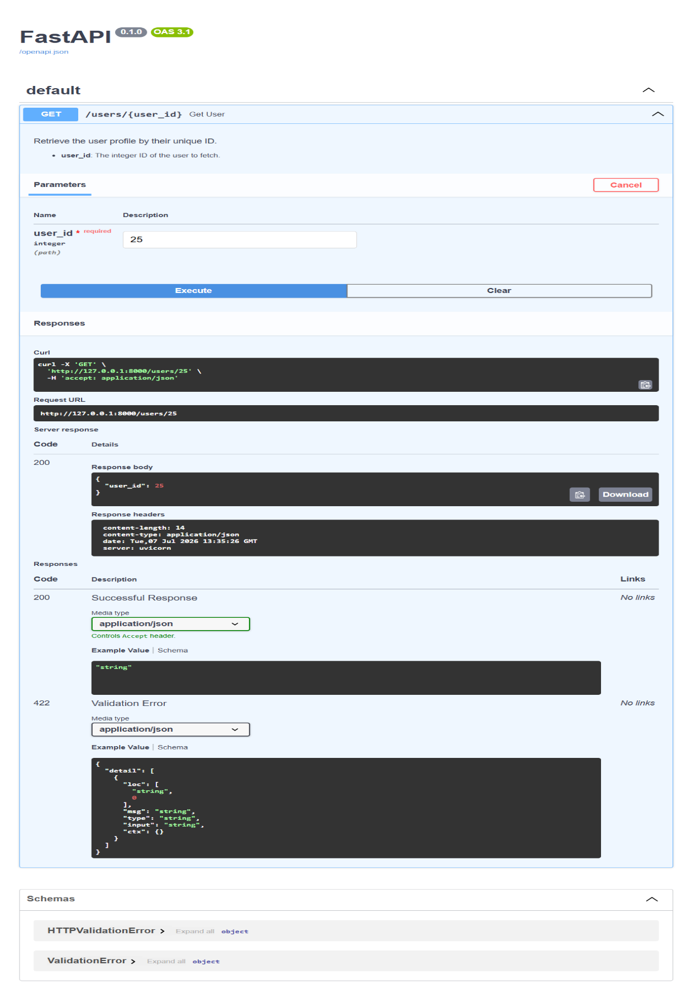 FastAPI 0.1.0 OAS 3.1
/openapi.json
default
GET /users/{user_id} Get User
Retrieve the user profile by their unique ID.
• user_id: The integer ID of the user to fetch.
Parameters Cancel
Name Description
user_id * required
integer
(path)
25
Execute Clear
Responses
Curl
curl -X 'GET' \
'http://127.0.0.1:8000/users/25' \
-H 'accept: application/json'
Request URL
http://127.0.0.1:8000/users/25
Server response
Code Details
200
Response body
{
"user_id": 25
}
Download
Response headers
content-length: 14
content-type: application/json
date: Tue,07 Jul 2026 13:35:26 GMT
server: uvicorn
Responses
Code Description Links
200 Successful Response No links
Media type
application/json
Controls Accept header.
Example Value | Schema
"string"
422 Validation Error No links
Media type
application/json
Example Value | Schema
{
"detail": [
{
"loc": [
"string",
0
],
"msg": "string",
"type": "string",
"input": "string",
"ctx": {}
}
]
}
Schemas
HTTPValidationError > Expand all object
ValidationError > Expand all object